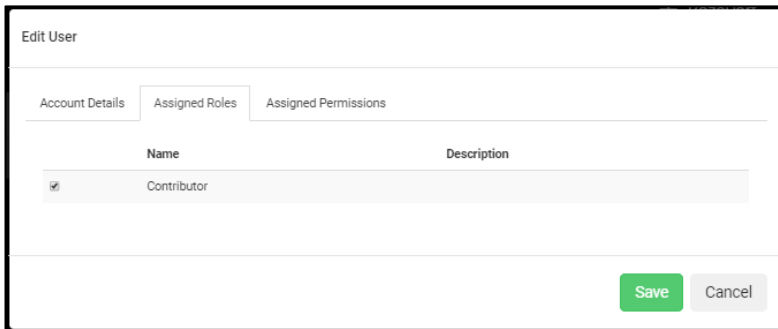 Edit User
Account Details Assigned Roles Assigned Permissions
Name Description
Contributor
Save Cancel